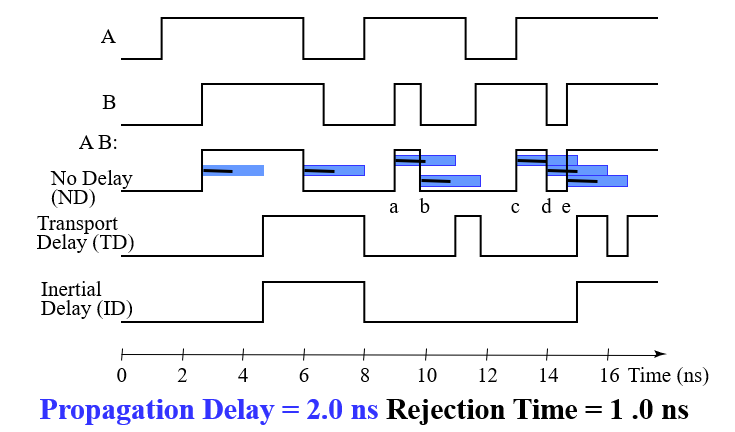 A
B
A B:
No Delay
(ND)
a b c d e
Transport
Delay (TD)
Inertial
Delay (ID)
0 2 4 6 8 10 12 14 16 Time (ns)
Propagation Delay = 2.0 ns Rejection Time = 1 .0 ns